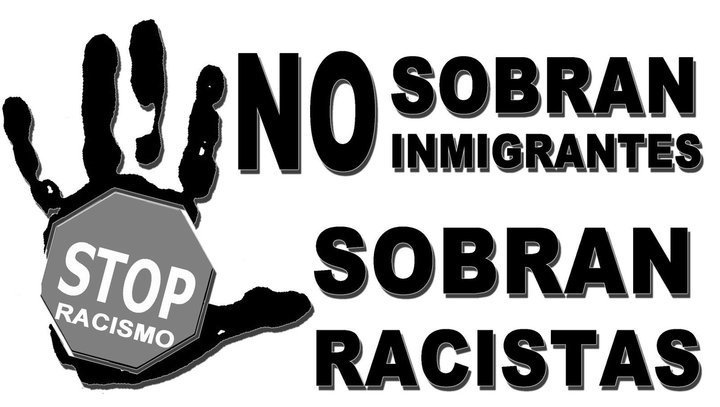 NO SOBRAN
INMIGRANTES
SOBRAN
RACISTAS
STOP
RACISMO